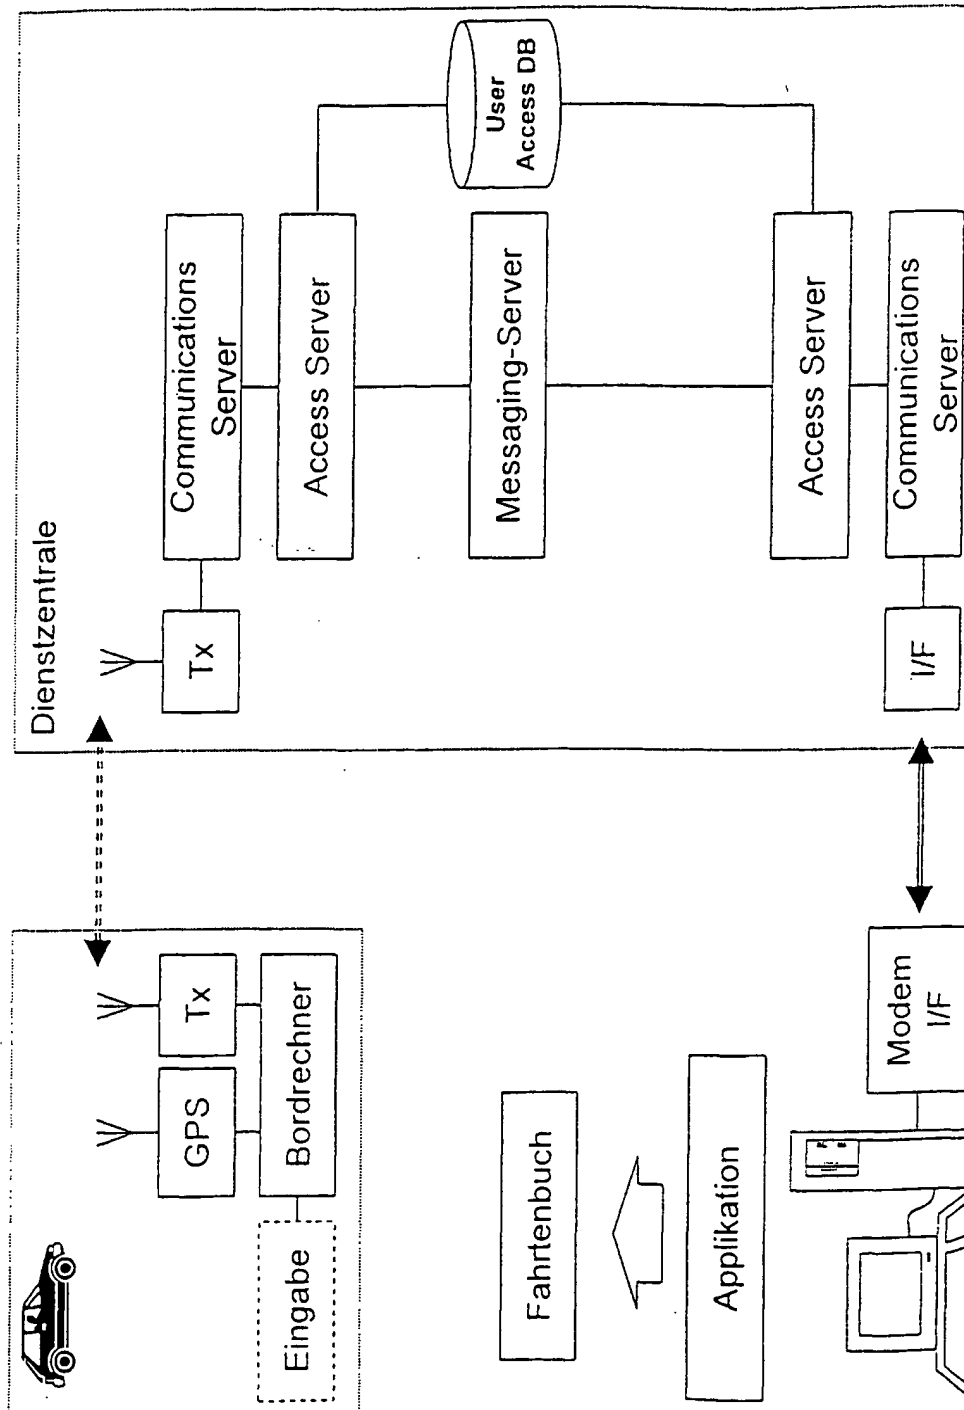 Eingabe
GPS
Tx
Bordrechner
Dienstzentrale
Tx
Communications
Server
Access Server
Messaging-Server
User
Access DB
Access Server
Communications
Server
I/F
Fahrtenbuch
Applikation
Modem
I/F